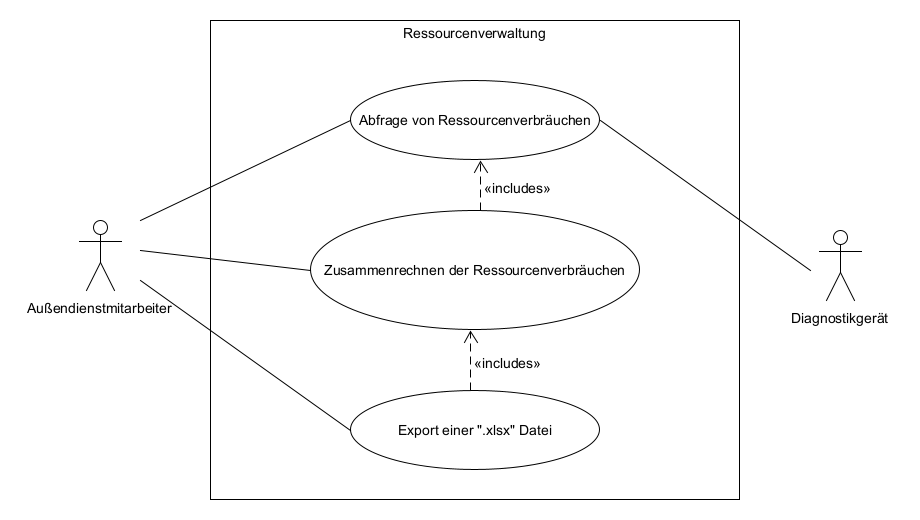 Ressourcenverwaltung
Abfrage von Ressourcenverbräuchen
«includes»
Zusammenrechnen der Ressourcenverbräuchen
Außendienstmitarbeiter
Diagnostikgerät
«includes»
Export einer ".xlsx" Datei